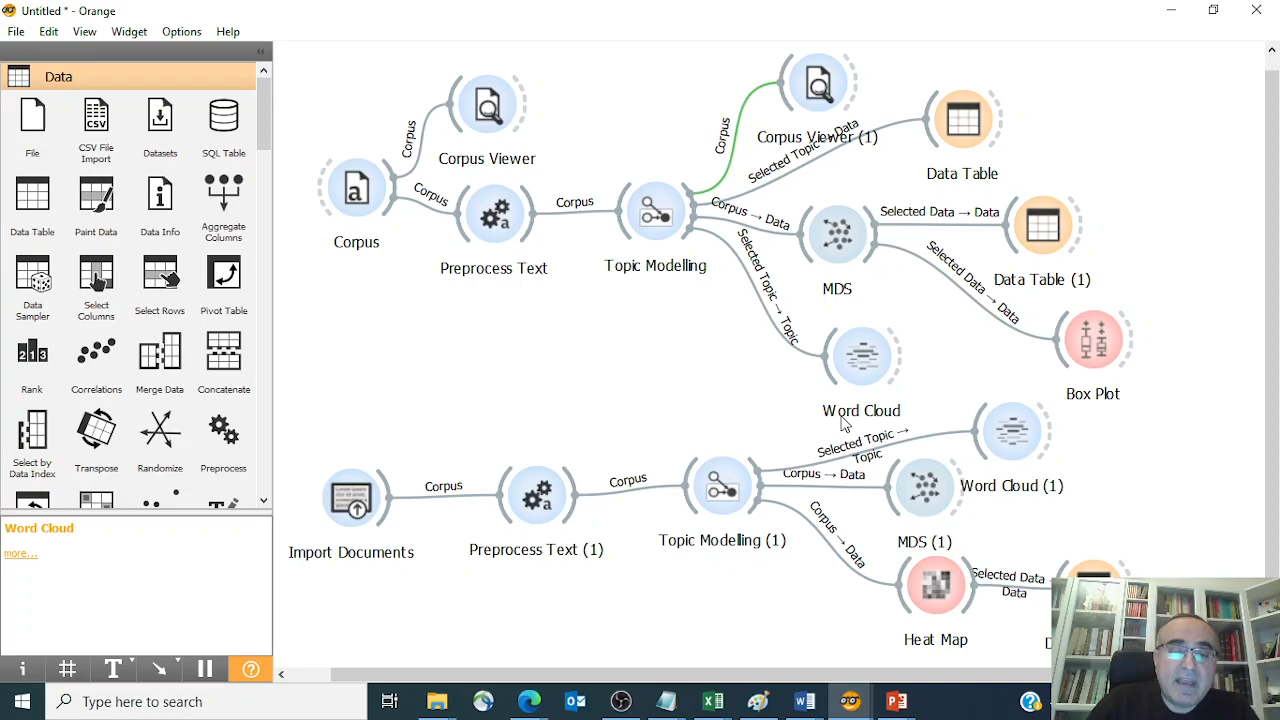 Untitled * - Orange
File Edit View Widget Options Help
Data
File
CSV File Import
Datasets
SQL Table
Data Table
Paint Data
Data Info
Aggregate Columns
Data Sampler
Select Columns
Select Rows
Pivot Table
Rank
Correlations
Merge Data
Concatenate
Select by Data Index
Transpose
Randomize
Preprocess
Word Cloud
more...
Corpus
Corpus
Corpus
Corpus Viewer
Preprocess Text
Corpus
Topic Modelling
Corpus
Corpus Viewer (1)
Selected Topic → Data
Data Table
Corpus → Data
MDS
Selected Data → Data
Data Table (1)
Selected Data → Data
Box Plot
Selected Topic → Topic
Word Cloud
Import Documents
Corpus
Preprocess Text (1)
Corpus
Topic Modelling (1)
Selected Topic →
Topic
Word Cloud (1)
Corpus → Data
MDS (1)
Corpus → Data
Heat Map
Selected Data
Data
Type here to search